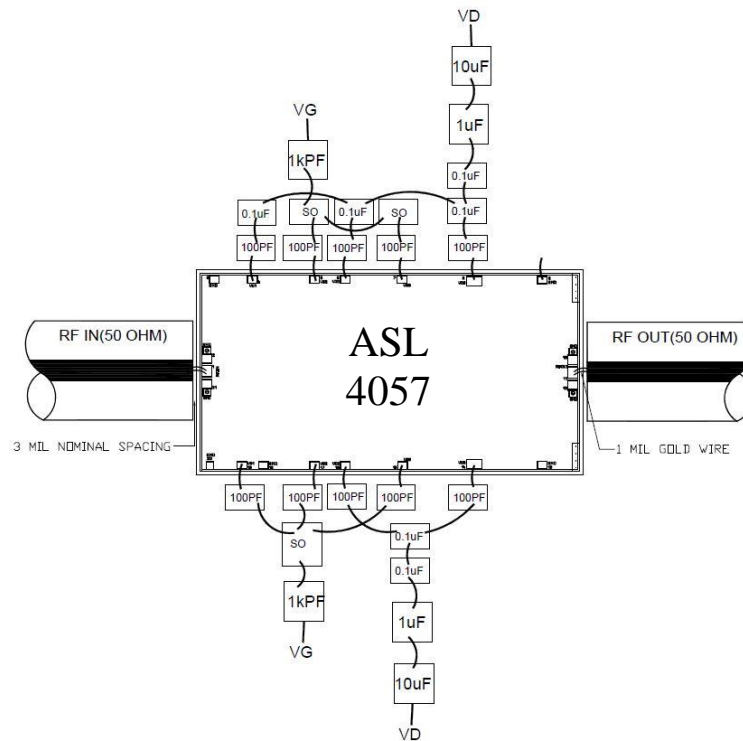 VD
10uF
VG
1uF
1kPF
0.1uF
0.1uF SO 0.1uF SO 0.1uF
100PF 100PF 100PF 100PF 100PF
RF IN(50 OHM)
ASL
4057
RF OUT(50 OHM)
3 MIL NOMINAL SPACING
1 MIL GOLD WIRE
100PF 100PF 100PF 100PF 100PF
SO
0.1uF
0.1uF
1kPF
1uF
VG
10uF
VD